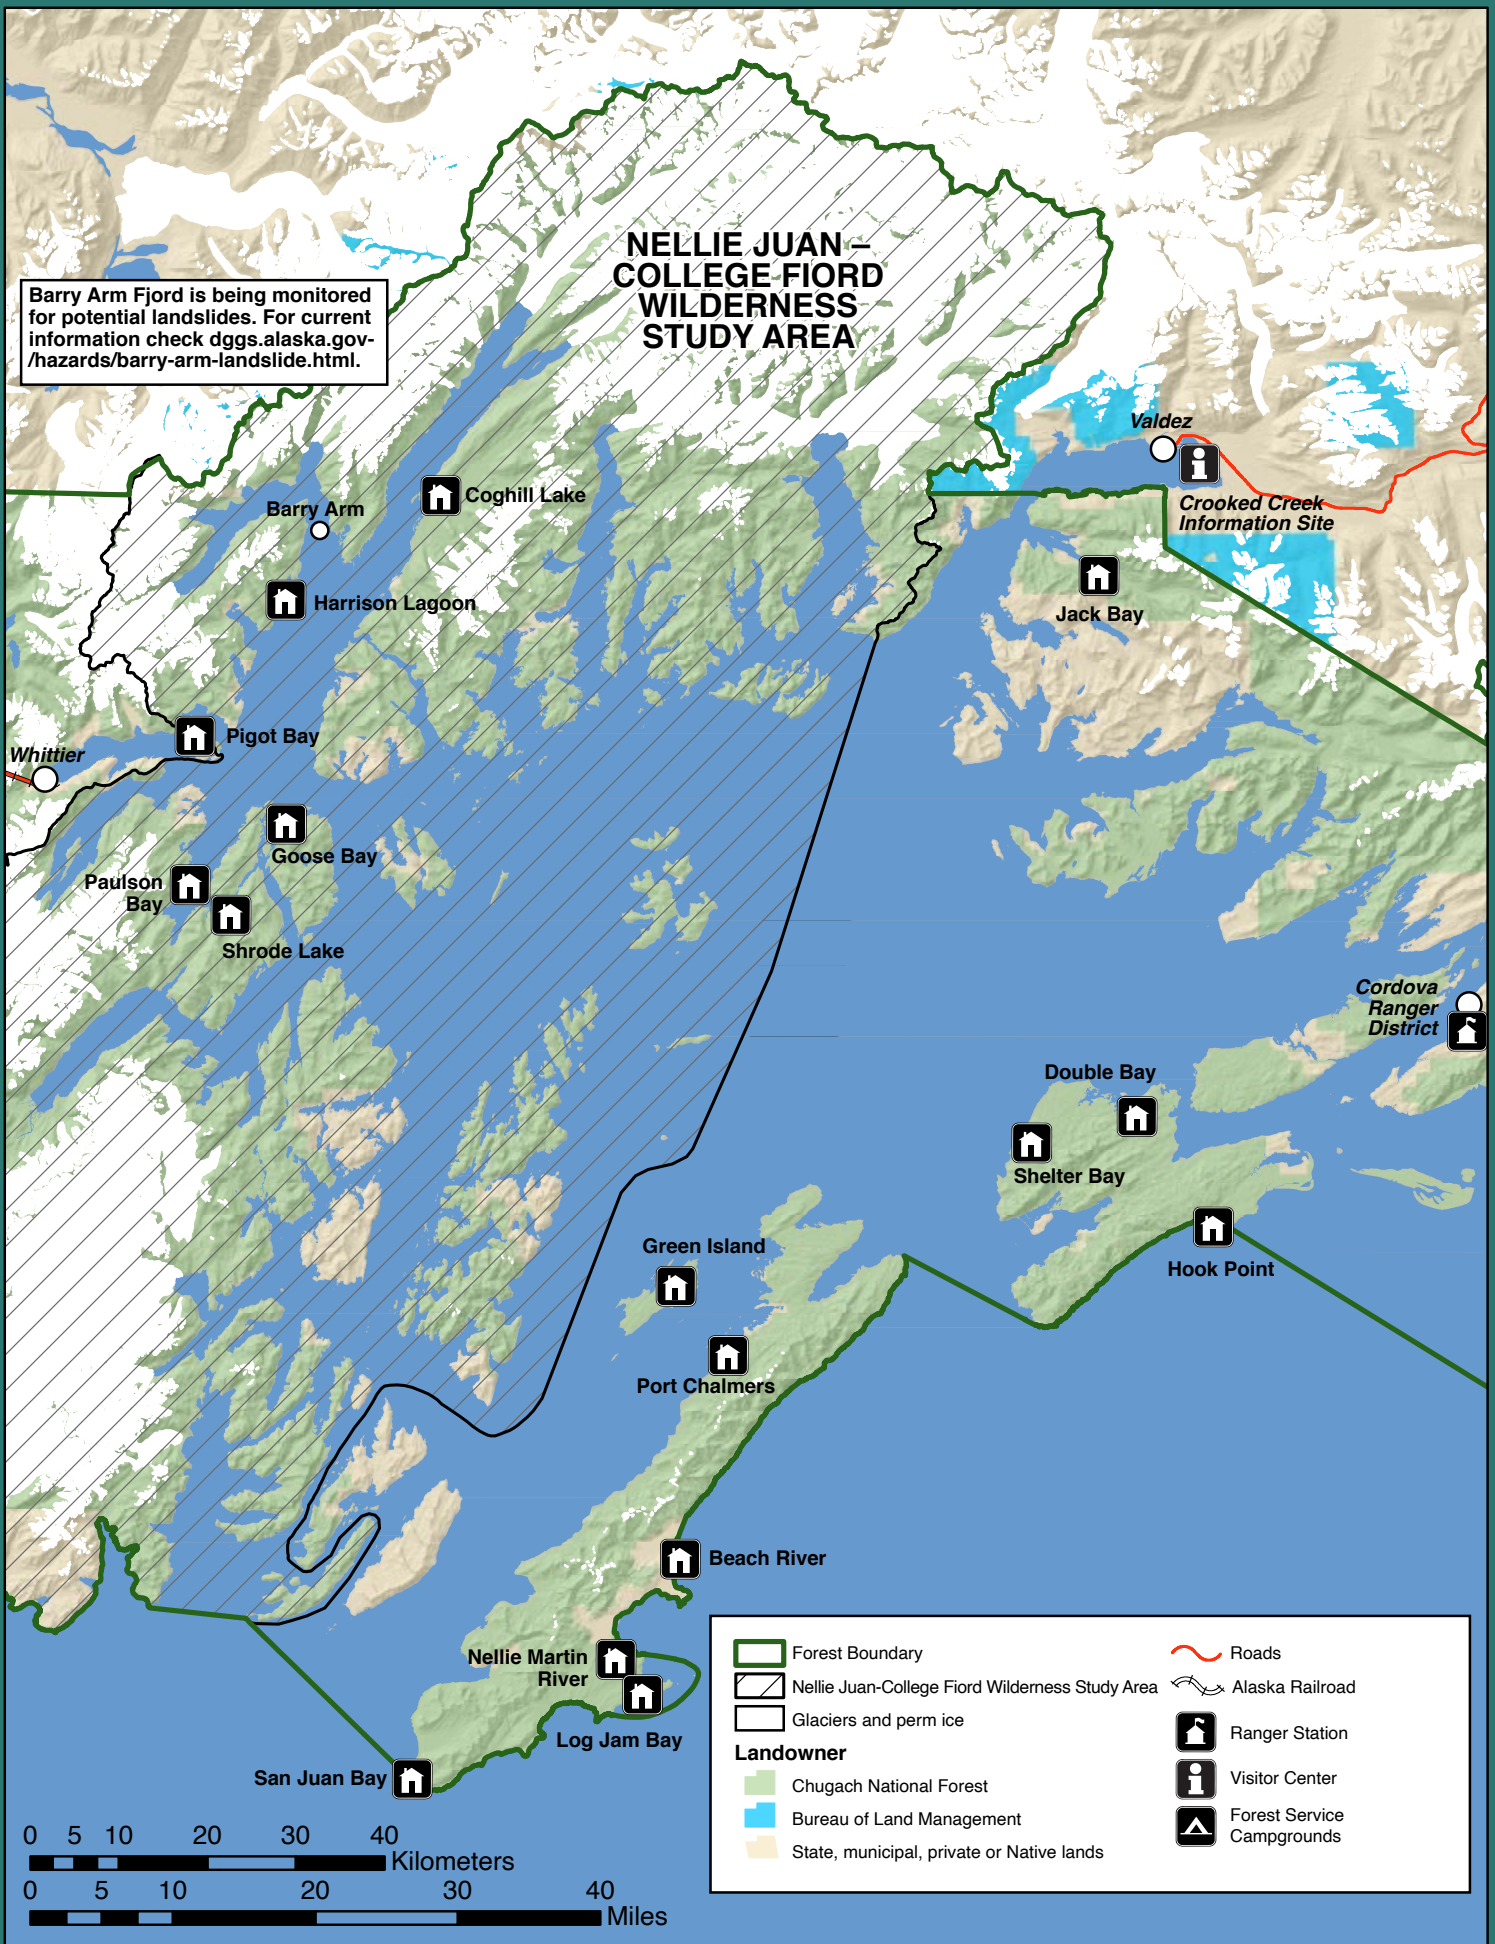 NELLIE JUAN –
COLLEGE FIORD
WILDERNESS
STUDY AREA
Barry Arm Fjord is being monitored
for potential landslides. For current
information check dggs.alaska.gov-
/hazards/barry-arm-landslide.html.
Valdez
Crooked Creek
Information Site
Coghill Lake
Barry Arm
Harrison Lagoon
Jack Bay
Pigot Bay
Whittier
Goose Bay
Paulson
Bay
Shrode Lake
Cordova
Ranger
District
Double Bay
Shelter Bay
Green Island
Hook Point
Port Chalmers
Beach River
Nellie Martin
River
Log Jam Bay
San Juan Bay
0 5 10 20 30 40
Kilometers
0 5 10 20 30 40
Miles
Forest Boundary
Nellie Juan-College Fiord Wilderness Study Area
Glaciers and perm ice
Landowner
Chugach National Forest
Bureau of Land Management
State, municipal, private or Native lands
Roads
Alaska Railroad
Ranger Station
Visitor Center
Forest Service
Campgrounds